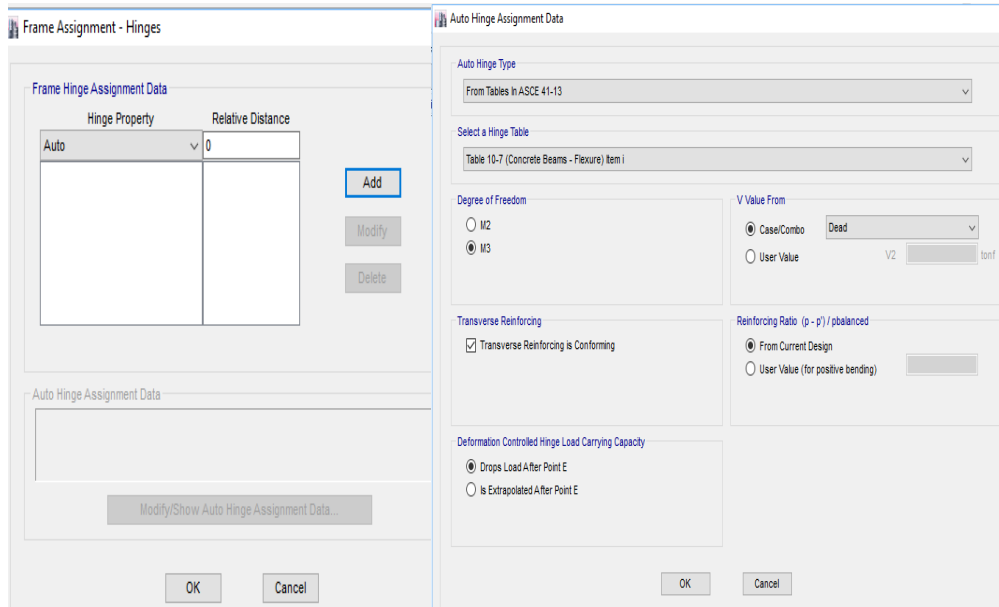 Frame Assignment - Hinges
Frame Hinge Assignment Data
Hinge Property Relative Distance
Auto 0
Add
Modify
Delete
Auto Hinge Assignment Data
Modify/Show Auto Hinge Assignment Data...
OK Cancel
Auto Hinge Assignment Data
Auto Hinge Type
From Tables In ASCE 41-13
Select a Hinge Table
Table 10-7 (Concrete Beams - Flexure) Item i
Degree of Freedom
M2
M3
V Value From
Case/Combo Dead
User Value V2 tonf
Transverse Reinforcing
Transverse Reinforcing is Conforming
Reinforcing Ratio (p - p') / pbalanced
From Current Design
User Value (for positive bending)
Deformation Controlled Hinge Load Carrying Capacity
Drops Load After Point E
Is Extrapolated After Point E
OK Cancel